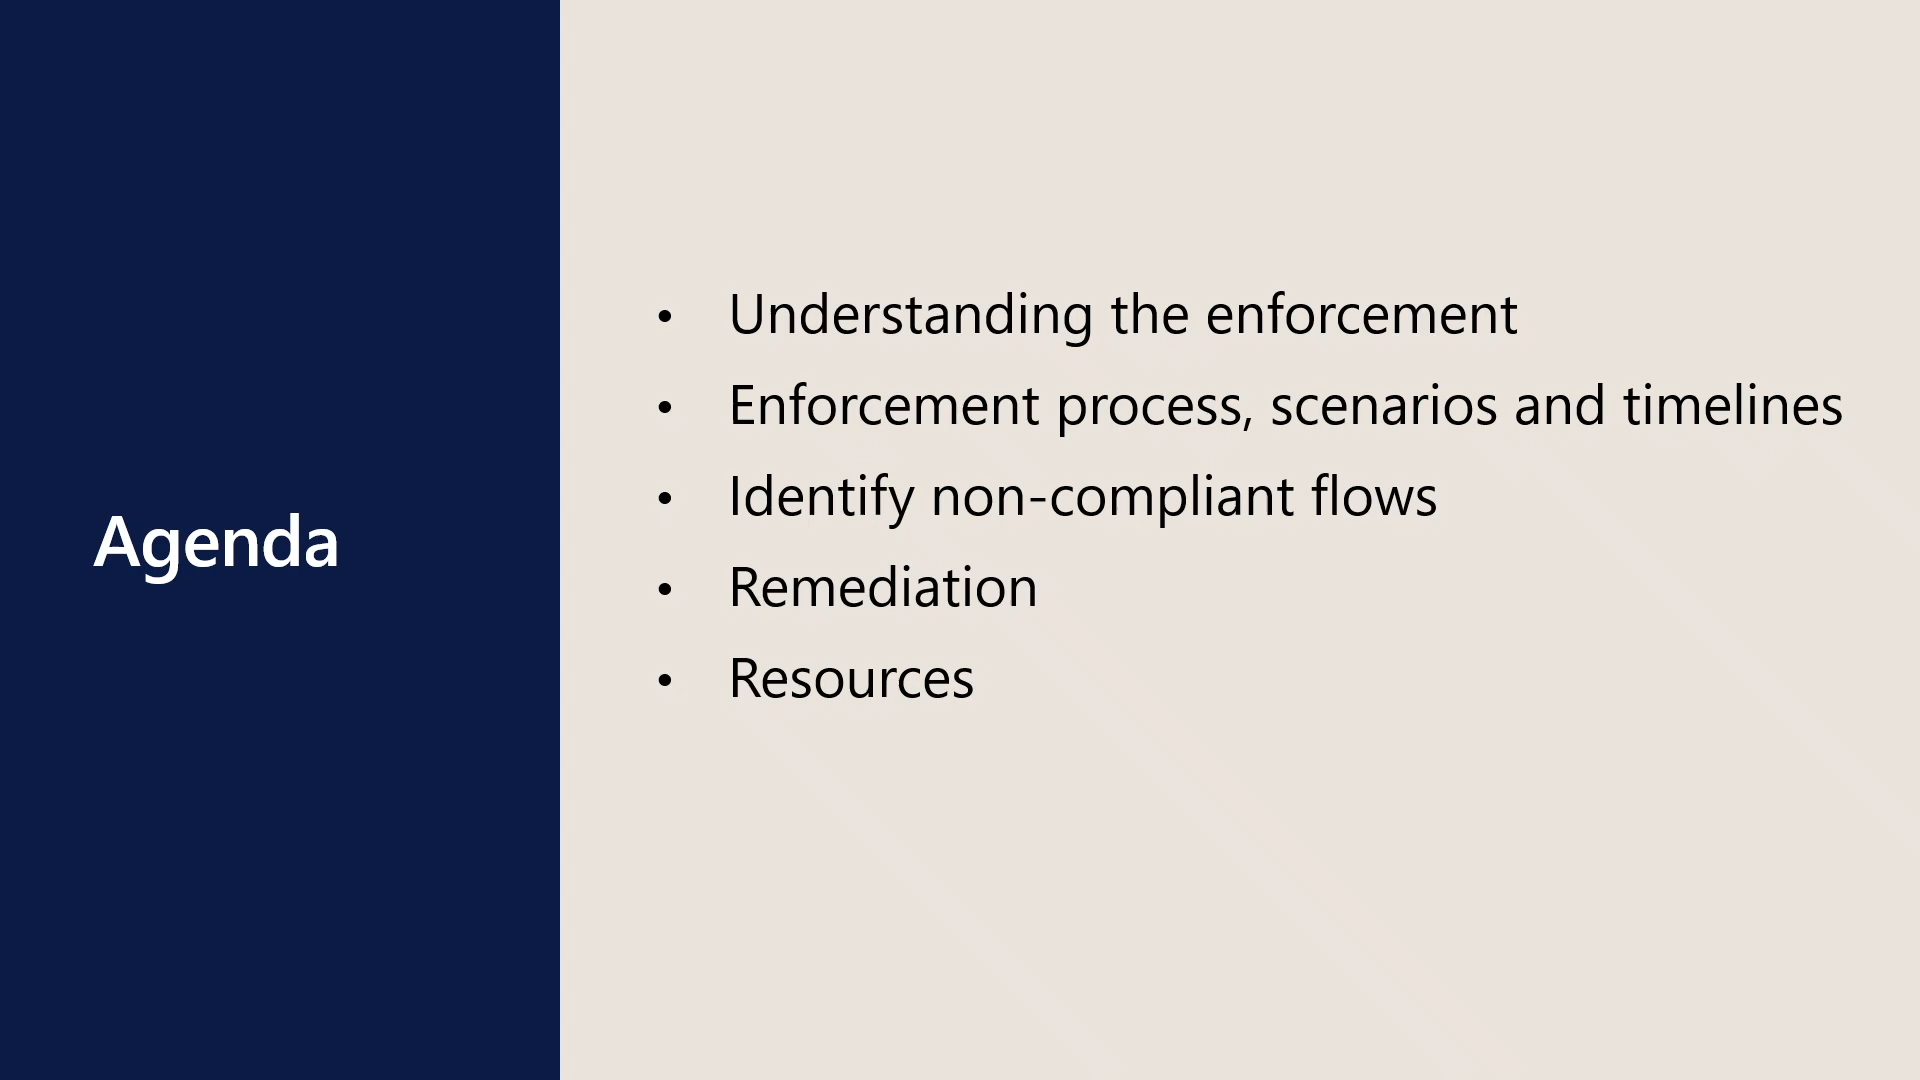 Agenda
• Understanding the enforcement
• Enforcement process, scenarios and timelines
• Identify non-compliant flows
• Remediation
• Resources